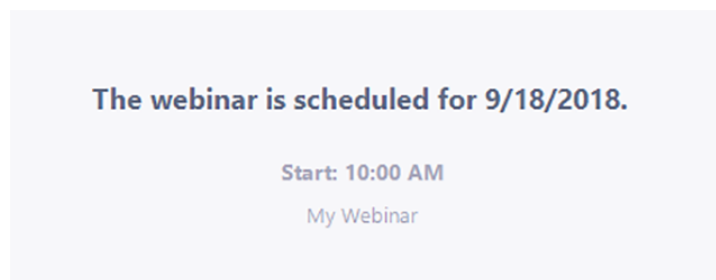 The webinar is scheduled for 9/18/2018.
Start: 10:00 AM
My Webinar